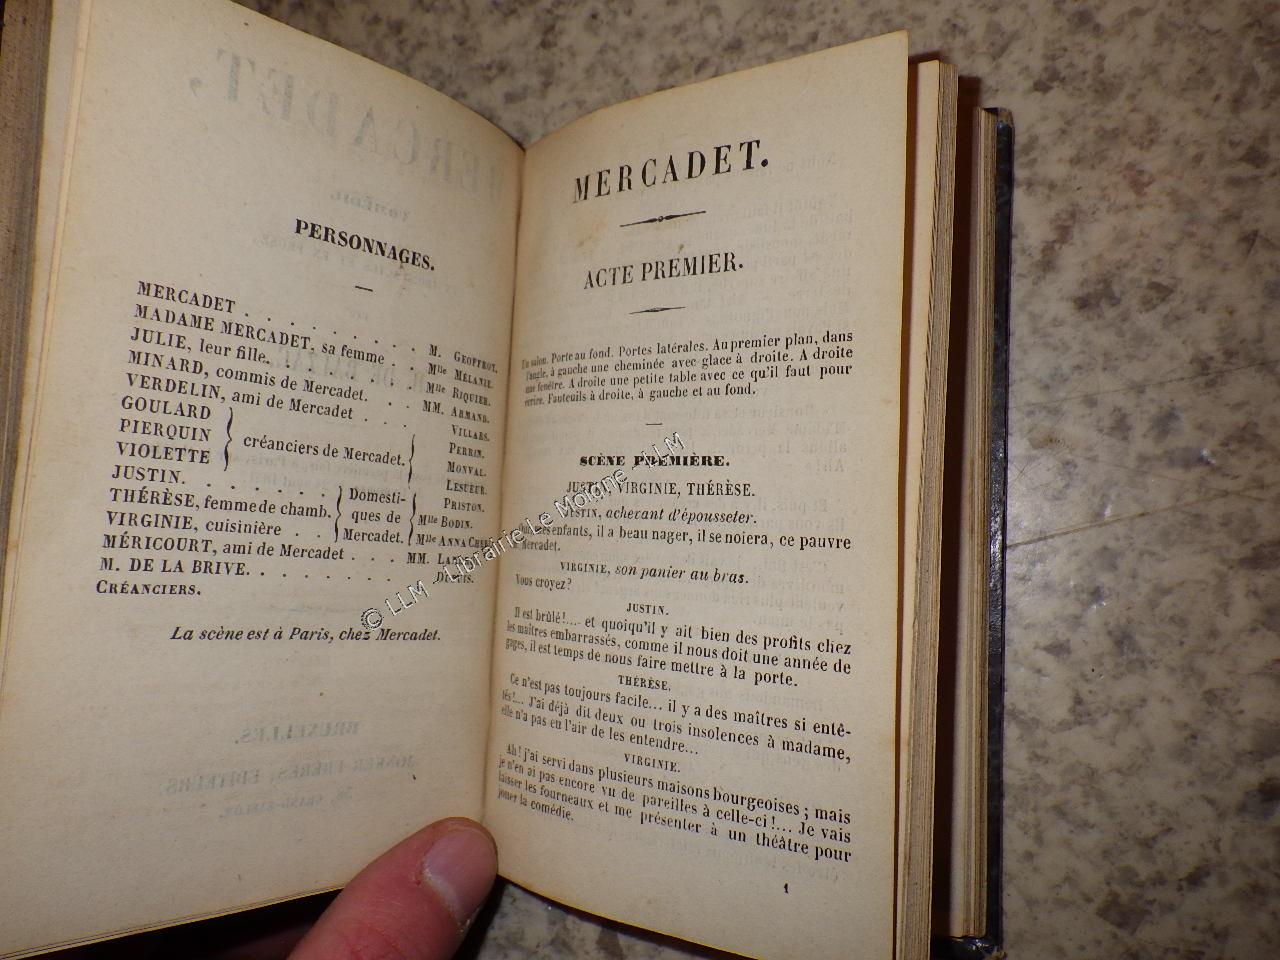 PERSONNAGES.
MERCADET . . . . . . . . . . M. GEOFFROY.
MADAME MERCADET, sa femme . . . Mlle MÉLANIE.
JULIE, leur fille. . . . . . . . Mlle RIQUIER.
MINARD, commis de Mercadet. . . MM. ARMAND.
VERDELIN, ami de Mercadet . . . . VILLARS.
GOULARD PERRIN.
PIERQUIN créanciers de Mercadet. MONVAL.
VIOLETTE LESUEUR.
JUSTIN. . . . . . . . Domesti- PRISTON.
THÉRÈSE, femme de chamb. ques de Mlle BODIN.
VIRGINIE, cuisinière . . Mercadet. Mlle ANNA
MÉRICOURT, ami de Mercadet . . . MM.
M. DE LA BRIVE. . . . . . . .
CRÉANCIERS.
La scène est à Paris, chez Mercadet.
MERCADET.
ACTE PREMIER.
Un salon. Porte au fond. Portes latérales. Au premier plan, dans
l'angle, à gauche une cheminée avec glace à droite. A droite
une fenêtre. A droite une petite table avec ce qu'il faut pour
écrire. Fauteuils à droite, à gauche et au fond.
SCÈNE PREMIÈRE.
JUSTIN, VIRGINIE, THÉRÈSE.
JUSTIN, achevant d'épousseter.
Oui, mes enfants, il a beau nager, il se noiera, ce pauvre
Mercadet.
VIRGINIE, son panier au bras.
Vous croyez?
JUSTIN.
Il est brûlé!.... et quoiqu'il y ait bien des profits chez
les maîtres embarrassés, comme il nous doit une année de
gages, il est temps de nous faire mettre à la porte.
THÉRÈSE.
Ce n'est pas toujours facile... il y a des maîtres si entê-
tés!... J'ai déjà dit deux ou trois insolences à madame,
elle n'a pas eu l'air de les entendre...
VIRGINIE.
Ah! j'ai servi dans plusieurs maisons bourgeoises; mais
je n'en ai pas encore vu de pareilles à celle-ci!... Je vais
laisser les fourneaux et me présenter à un théâtre pour
jouer la comédie.
1
© LLM - Librairie Le Moigne - LLM